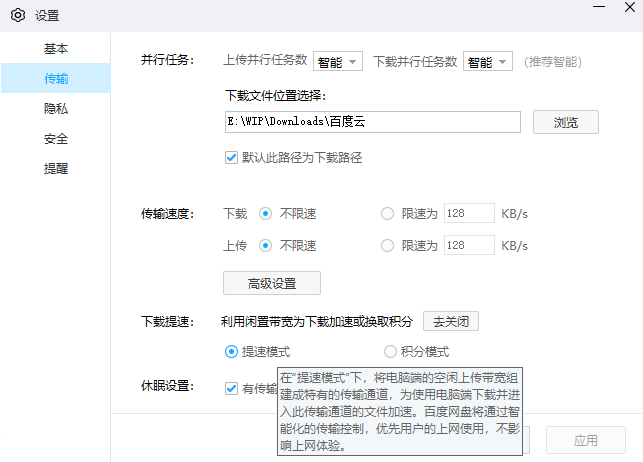 设置
基本
传输
隐私
安全
提醒
并行任务: 上传并行任务数 智能 下载并行任务数 智能 (推荐智能)
下载文件位置选择:
E:\WIP\Downloads\百度云 浏览
默认此路径为下载路径
传输速度: 下载 不限速 限速为 128 KB/s
上传 不限速 限速为 128 KB/s
高级设置
下载提速: 利用闲置带宽为下载加速或换取积分 去关闭
提速模式 积分模式
休眠设置: 有传输
在“提速模式”下，将电脑端的空闲上传带宽组
建成特有的传输通道，为使用电脑端下载并进
入此传输通道的文件加速。百度网盘将通过智
能化的传输控制，优先用户的上网使用，不影
响上网体验。
应用